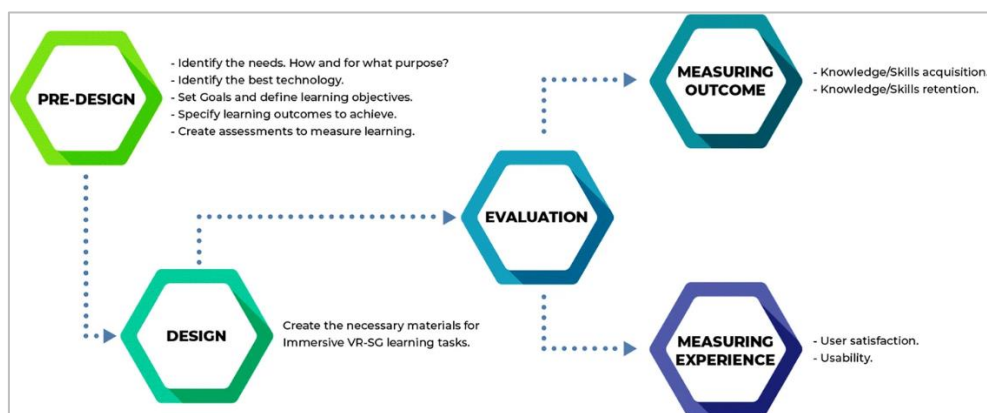 PRE-DESIGN
- Identify the needs. How and for what purpose?
- Identify the best technology.
- Set Goals and define learning objectives.
- Specify learning outcomes to achieve.
- Create assessments to measure learning.
DESIGN
Create the necessary materials for
Immersive VR-SG learning tasks.
EVALUATION
MEASURING
OUTCOME
- Knowledge/Skills acquisition.
- Knowledge/Skills retention.
MEASURING
EXPERIENCE
- User satisfaction.
- Usability.